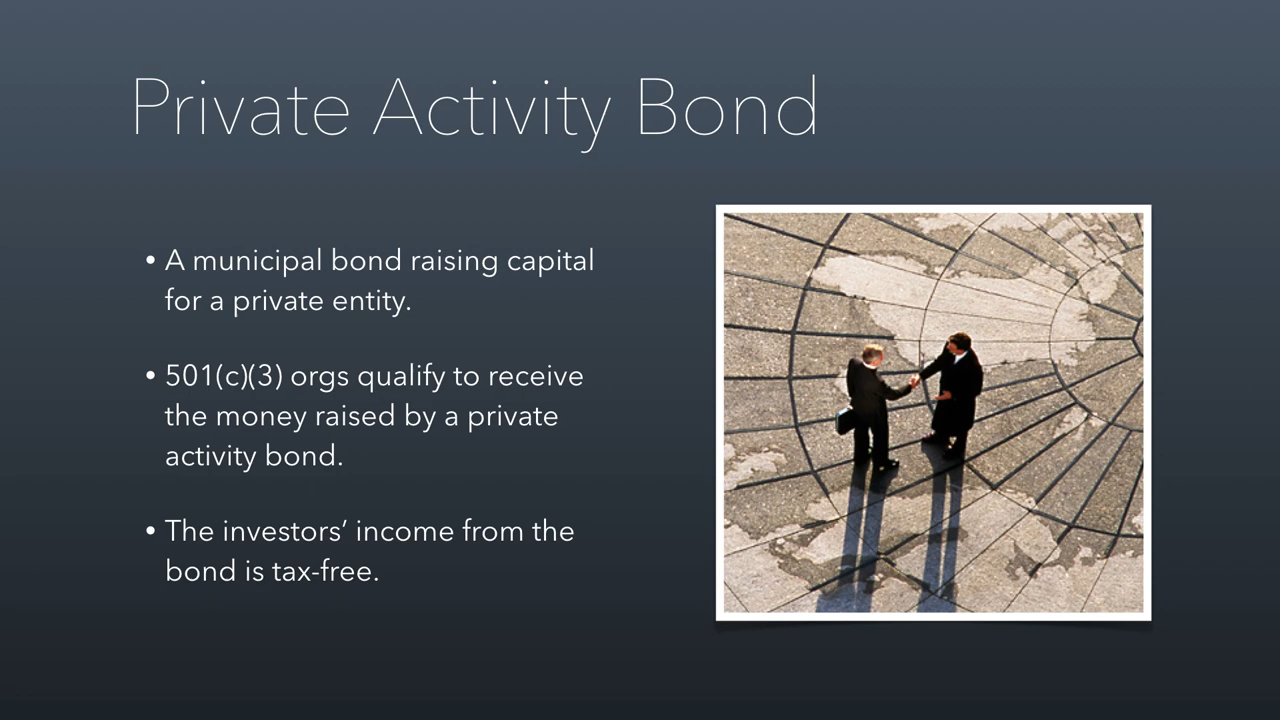 Private Activity Bond
• A municipal bond raising capital
for a private entity.
• 501(c)(3) orgs qualify to receive
the money raised by a private
activity bond.
• The investors’ income from the
bond is tax-free.